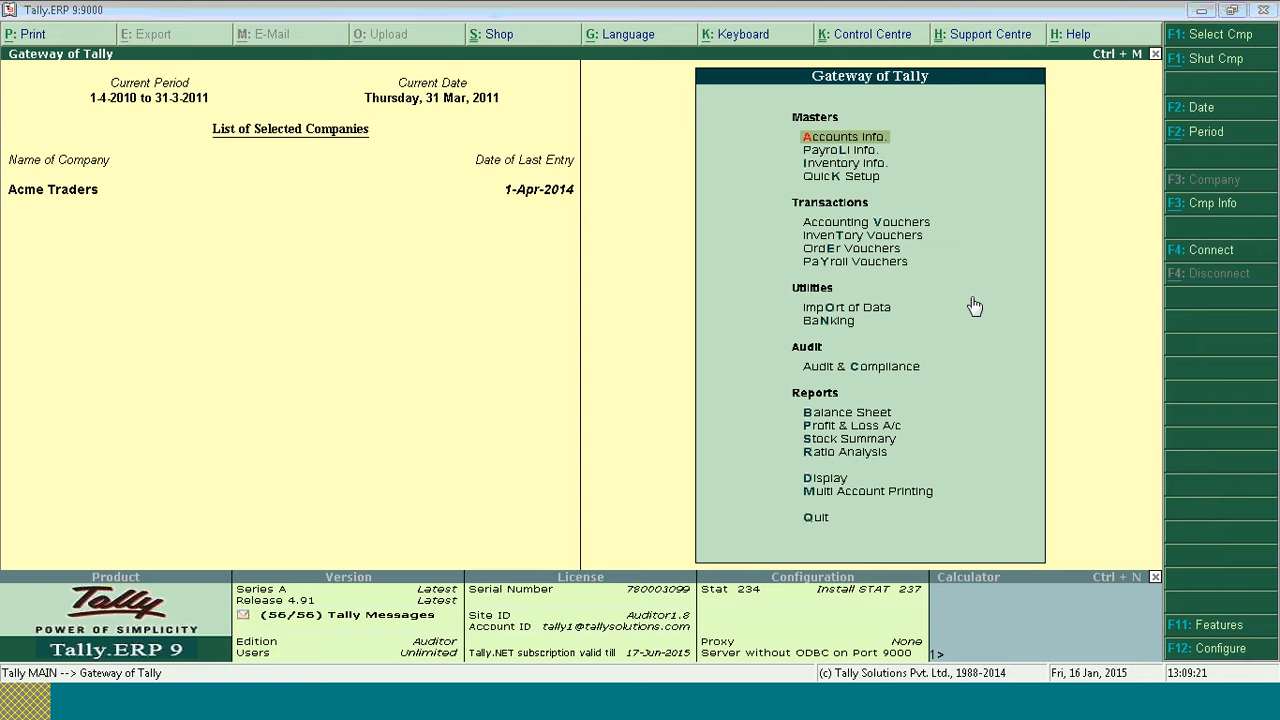 Tally.ERP 9:9000
P: Print
E: Export
M: E-Mail
O: Upload
S: Shop
G: Language
K: Keyboard
K: Control Centre
H: Support Centre
H: Help
Gateway of Tally
Ctrl + M
Current Period
1-4-2010 to 31-3-2011
Current Date
Thursday, 31 Mar, 2011
List of Selected Companies
Name of Company
Date of Last Entry
Acme Traders
1-Apr-2014
Gateway of Tally
Masters
Accounts Info.
PayroLl Info.
Inventory Info.
QuicK Setup
Transactions
Accounting Vouchers
InvenTory Vouchers
OrdEr Vouchers
PaYroll Vouchers
Utilities
ImpOrt of Data
BaNking
Audit
Audit & Compliance
Reports
Balance Sheet
Profit & Loss A/c
Stock Summary
Ratio Analysis
Display
Multi Account Printing
Quit
F1: Select Cmp
F1: Shut Cmp
F2: Date
F2: Period
F3: Company
F3: Cmp Info
F4: Connect
F4: Disconnect
F11: Features
F12: Configure
Product
Tally
POWER OF SIMPLICITY
Tally.ERP 9
Version
Series A Latest
Release 4.91 Latest
(56/56) Tally Messages
Edition Auditor
Users Unlimited
License
Serial Number 780003099
Site ID Auditor1.8
Account ID tally1@tallysolutions.com
Tally.NET subscription valid till 17-Jun-2015
Configuration
Stat 234 Install STAT 237
Proxy None
Server without ODBC on Port 9000
Calculator
Ctrl + N
1>
Tally MAIN --> Gateway of Tally
(c) Tally Solutions Pvt. Ltd., 1988-2014
Fri, 16 Jan, 2015
13:09:21